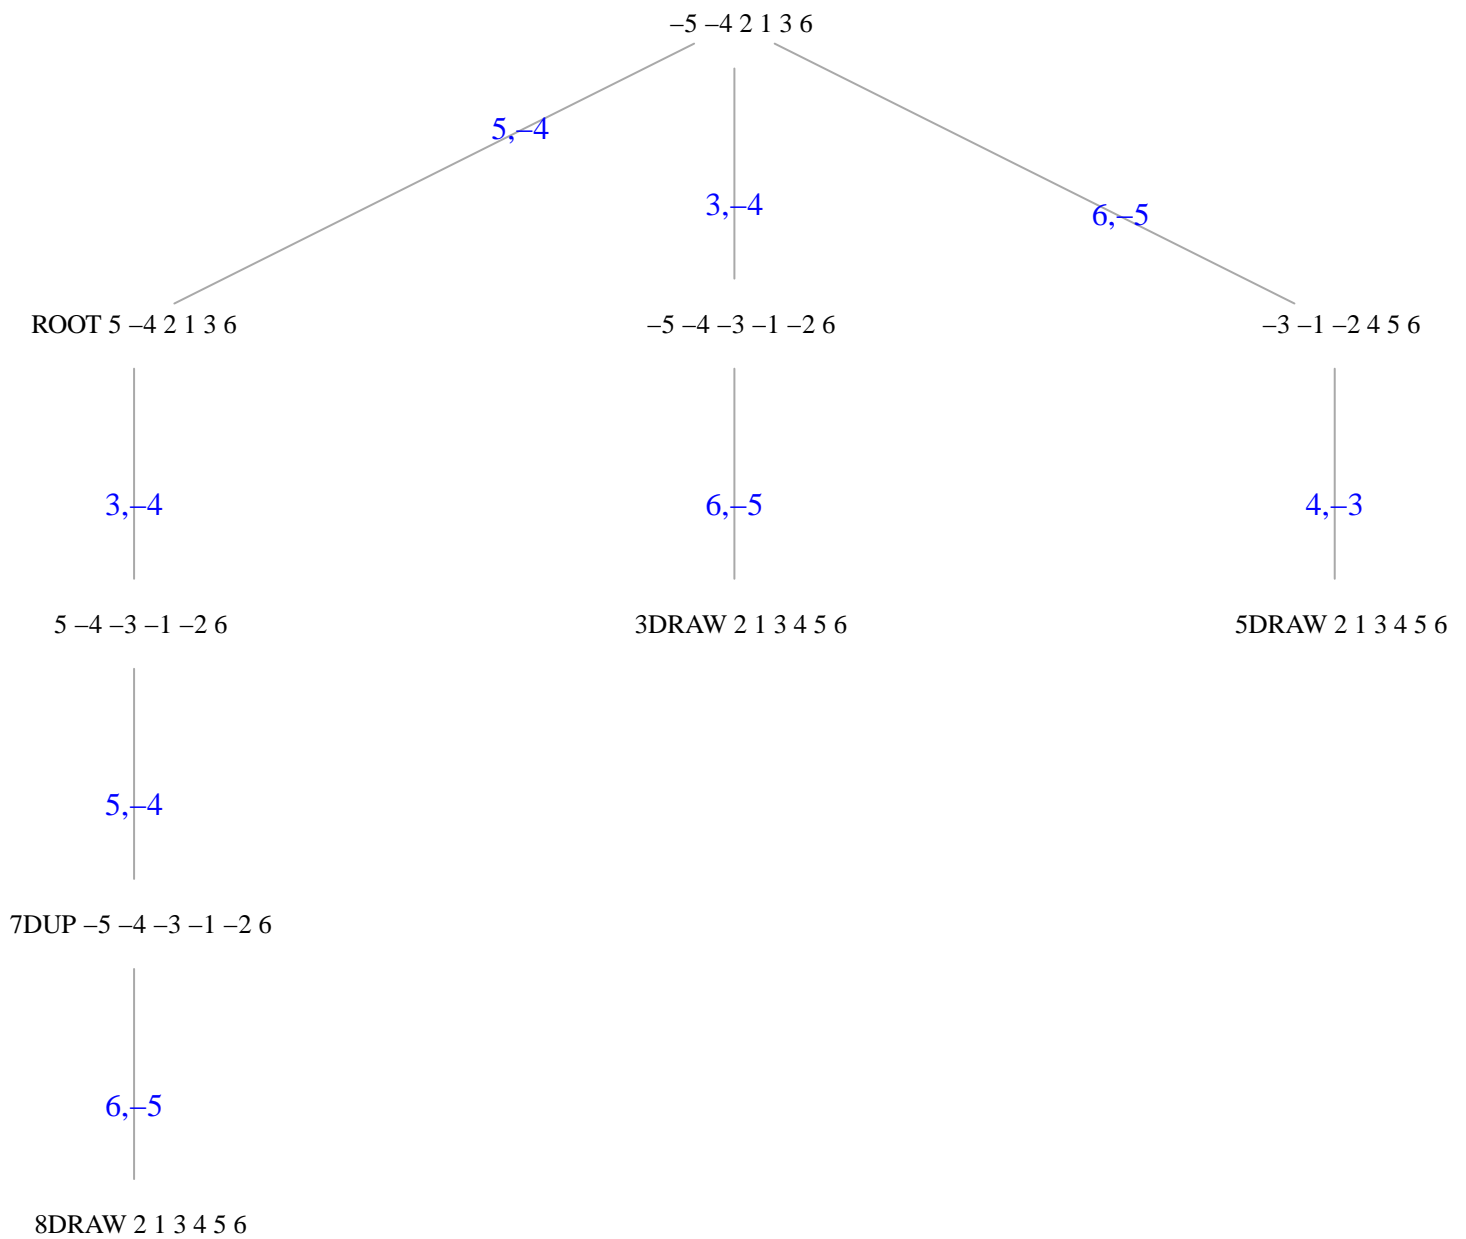 –5 –4 2 1 3 6
5,–4
3,–4
6,–5
ROOT 5 –4 2 1 3 6
–5 –4 –3 –1 –2 6
–3 –1 –2 4 5 6
3,–4
6,–5
4,–3
5 –4 –3 –1 –2 6
3DRAW 2 1 3 4 5 6
5DRAW 2 1 3 4 5 6
5,–4
7DUP –5 –4 –3 –1 –2 6
6,–5
8DRAW 2 1 3 4 5 6